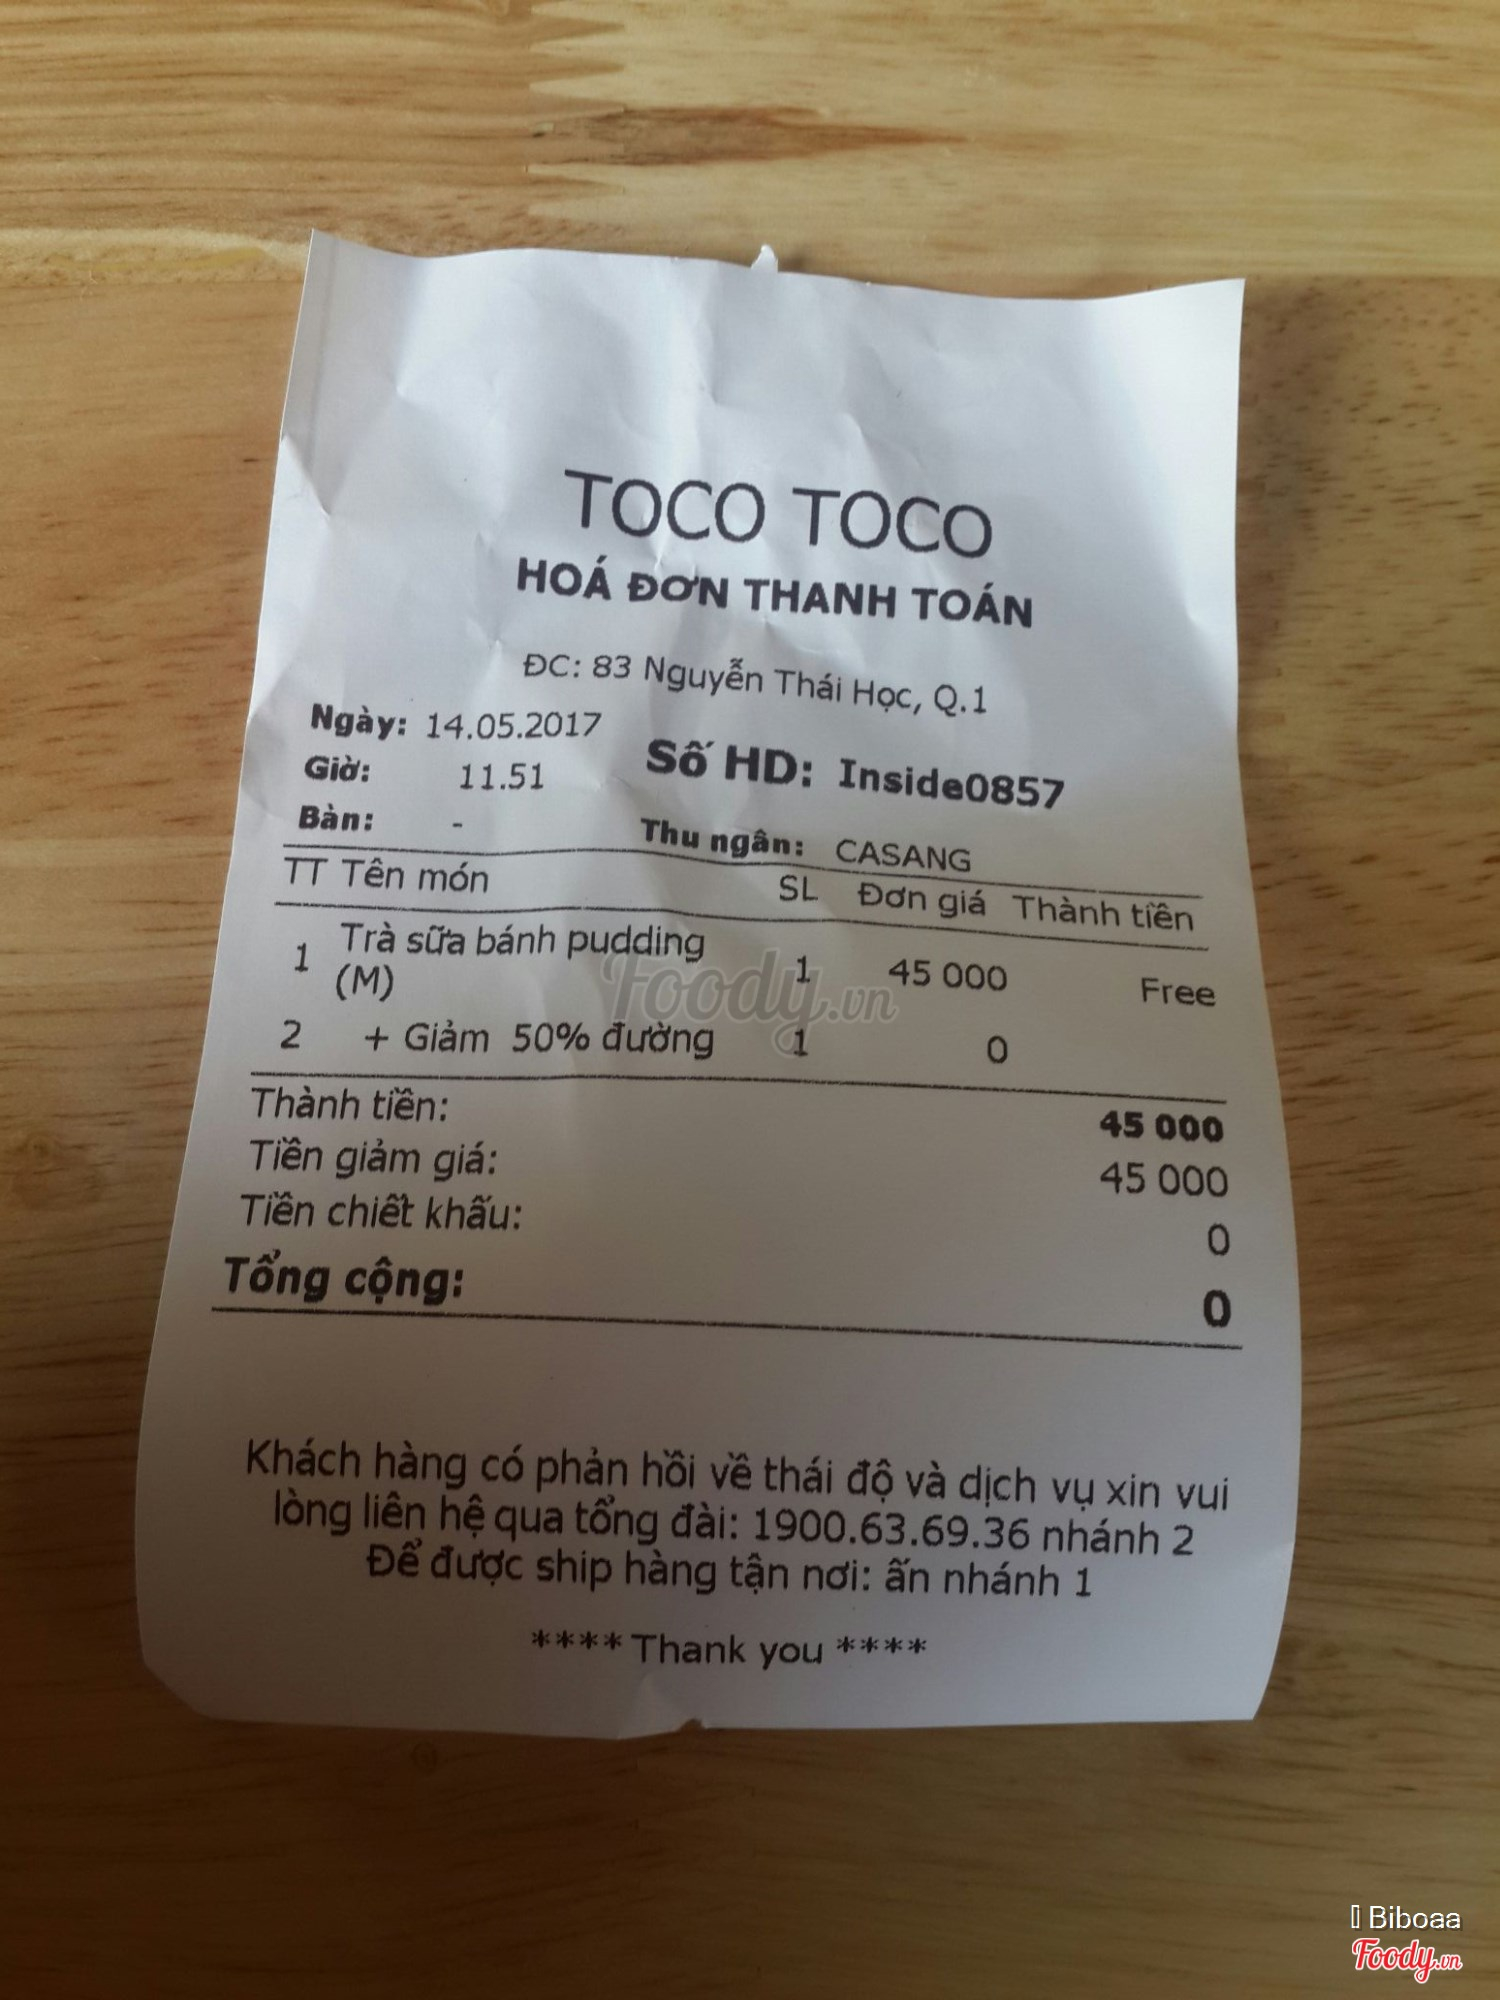 TOCO TOCO
HOÁ ĐƠN THANH TOÁN
ĐC: 83 Nguyễn Thái Học, Q.1
Ngày: 14.05.2017
Giờ: 11.51 Số HD: Inside0857
Bàn: - Thu ngân: CASANG
TT Tên món SL Đơn giá Thành tiền
1 Trà sữa bánh pudding 1 45 000 Free
(M)
2 + Giảm 50% đường 1 0
Thành tiền: 45 000
Tiền giảm giá: 45 000
Tiền chiết khấu: 0
Tổng cộng: 0
Khách hàng có phản hồi về thái độ và dịch vụ xin vui
lòng liên hệ qua tổng đài: 1900.63.69.36 nhánh 2
Để được ship hàng tận nơi: ấn nhánh 1
**** Thank you ****
Foody.vn
Biboaa
Foody.vn